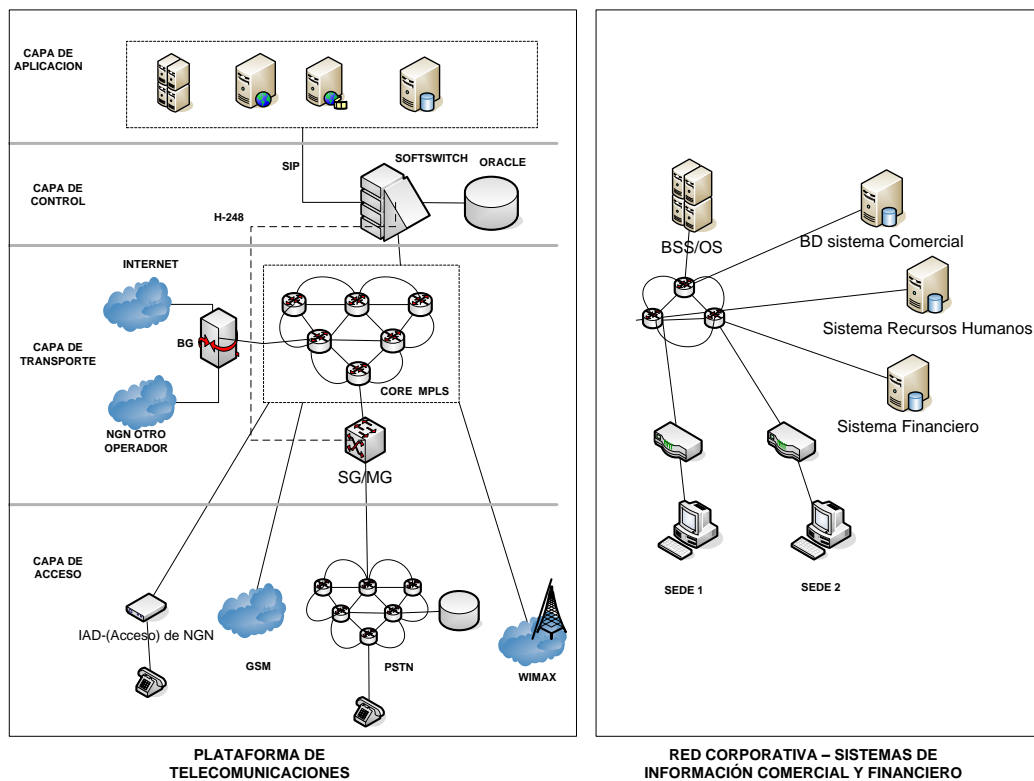 CAPA DE
APLICACION
SIP
SOFTSWITCH
ORACLE
CAPA DE
CONTROL
H-248
INTERNET
CAPA DE
TRANSPORTE
BG
CORE MPLS
NGN OTRO
OPERADOR
SG/MG
CAPA DE
ACCESO
IAD-(Acceso) de NGN
GSM
PSTN
WIMAX
PLATAFORMA DE
TELECOMUNICACIONES
BSS/OS
BD sistema Comercial
Sistema Recursos Humanos
Sistema Financiero
SEDE 1
SEDE 2
RED CORPORATIVA – SISTEMAS DE
INFORMACIÓN COMERCIAL Y FINANCIERO